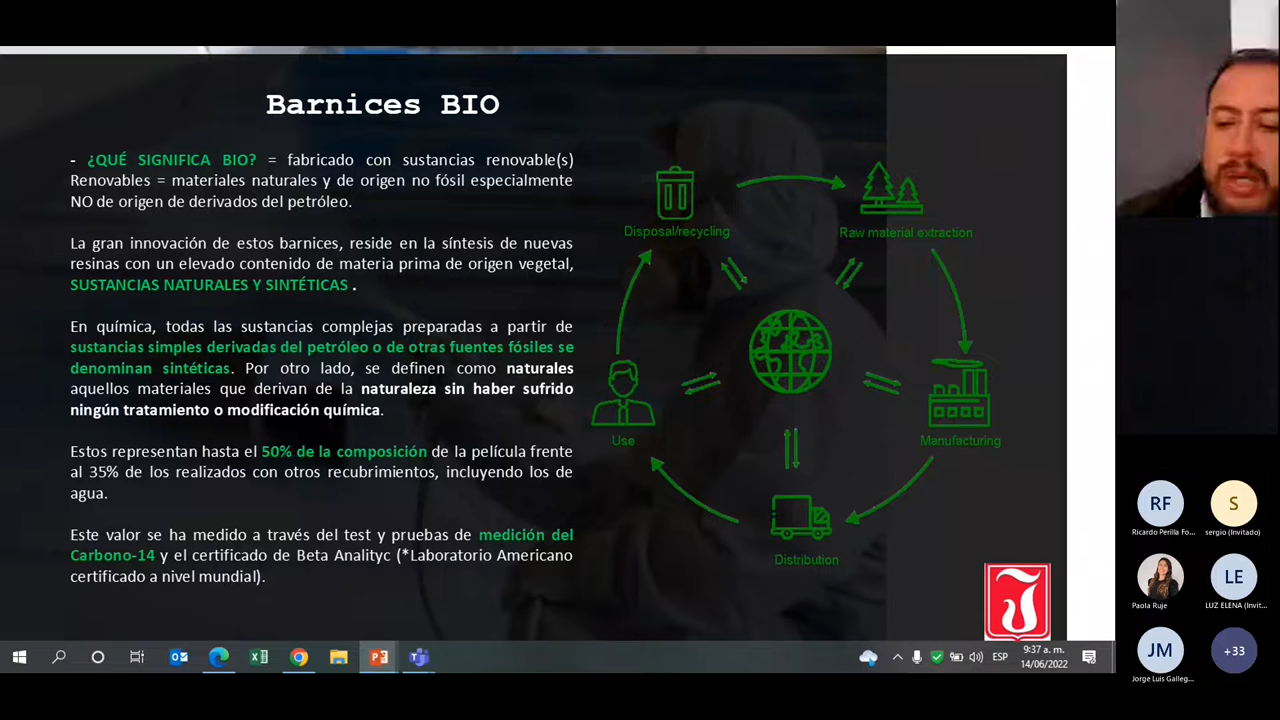 Barnices BIO
- ¿QUÉ SIGNIFICA BIO? = fabricado con sustancias renovable(s)
Renovables = materiales naturales y de origen no fósil especialmente
NO de origen de derivados del petróleo.
La gran innovación de estos barnices, reside en la síntesis de nuevas
resinas con un elevado contenido de materia prima de origen vegetal,
SUSTANCIAS NATURALES Y SINTÉTICAS .
En química, todas las sustancias complejas preparadas a partir de
sustancias simples derivadas del petróleo o de otras fuentes fósiles se
denominan sintéticas. Por otro lado, se definen como naturales
aquellos materiales que derivan de la naturaleza sin haber sufrido
ningún tratamiento o modificación química.
Estos representan hasta el 50% de la composición de la película frente
al 35% de los realizados con otros recubrimientos, incluyendo los de
agua.
Este valor se ha medido a través del test y pruebas de medición del
Carbono-14 y el certificado de Beta Analityc (*Laboratorio Americano
certificado a nivel mundial).
Disposal/recycling
Raw material extraction
Use
Manufacturing
Distribution
RF
Ricardo Perilla Fo...
S
sergio (Invitado)
Paola Ruje
LE
LUZ ELENA (Invit...
JM
Jorge Luis Galleg...
+33
ESP
9:37 a. m.
14/06/2022